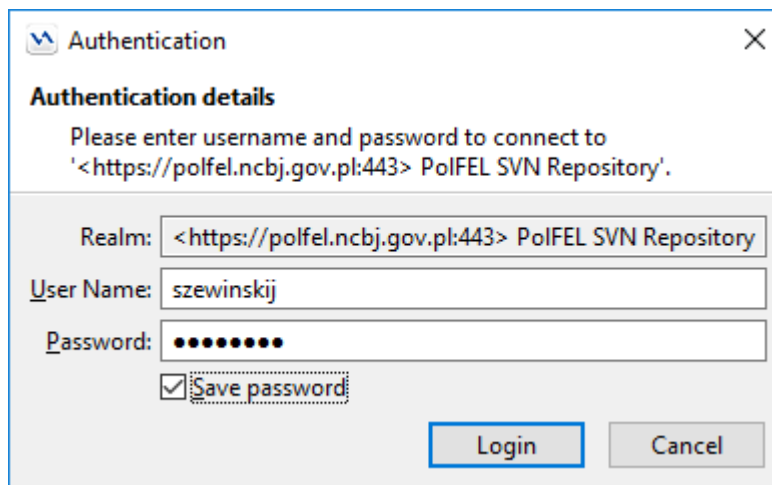 Authentication
Authentication details
Please enter username and password to connect to
'<https://polfel.ncbj.gov.pl:443> PolFEL SVN Repository'.
Realm: <https://polfel.ncbj.gov.pl:443> PolFEL SVN Repository
User Name: szewinskij
Password: ●●●●●●●●
Save password
Login Cancel